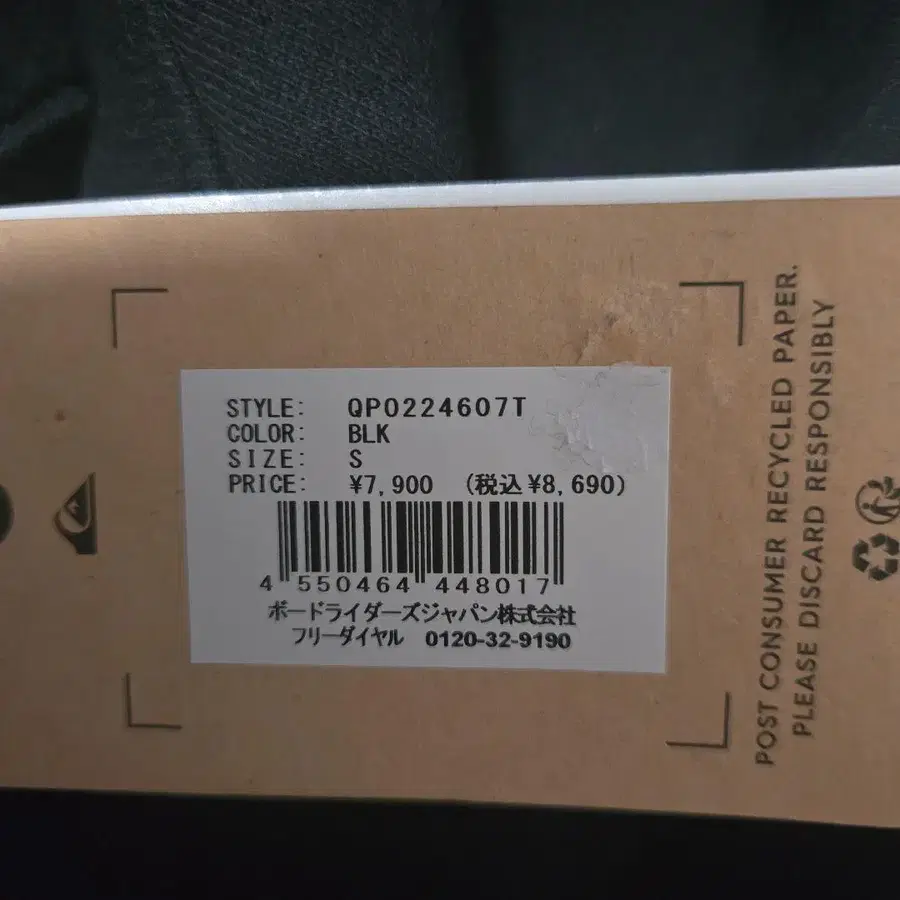 STYLE: QP0224607T
COLOR: BLK
SIZE: S
PRICE: ¥7,900 (税込¥8,690)
4 550464 448017
ボードライダーズジャパン株式会社
フリーダイヤル 0120-32-9190
POST CONSUMER RECYCLED PAPER.
PLEASE DISCARD RESPONSIBLY